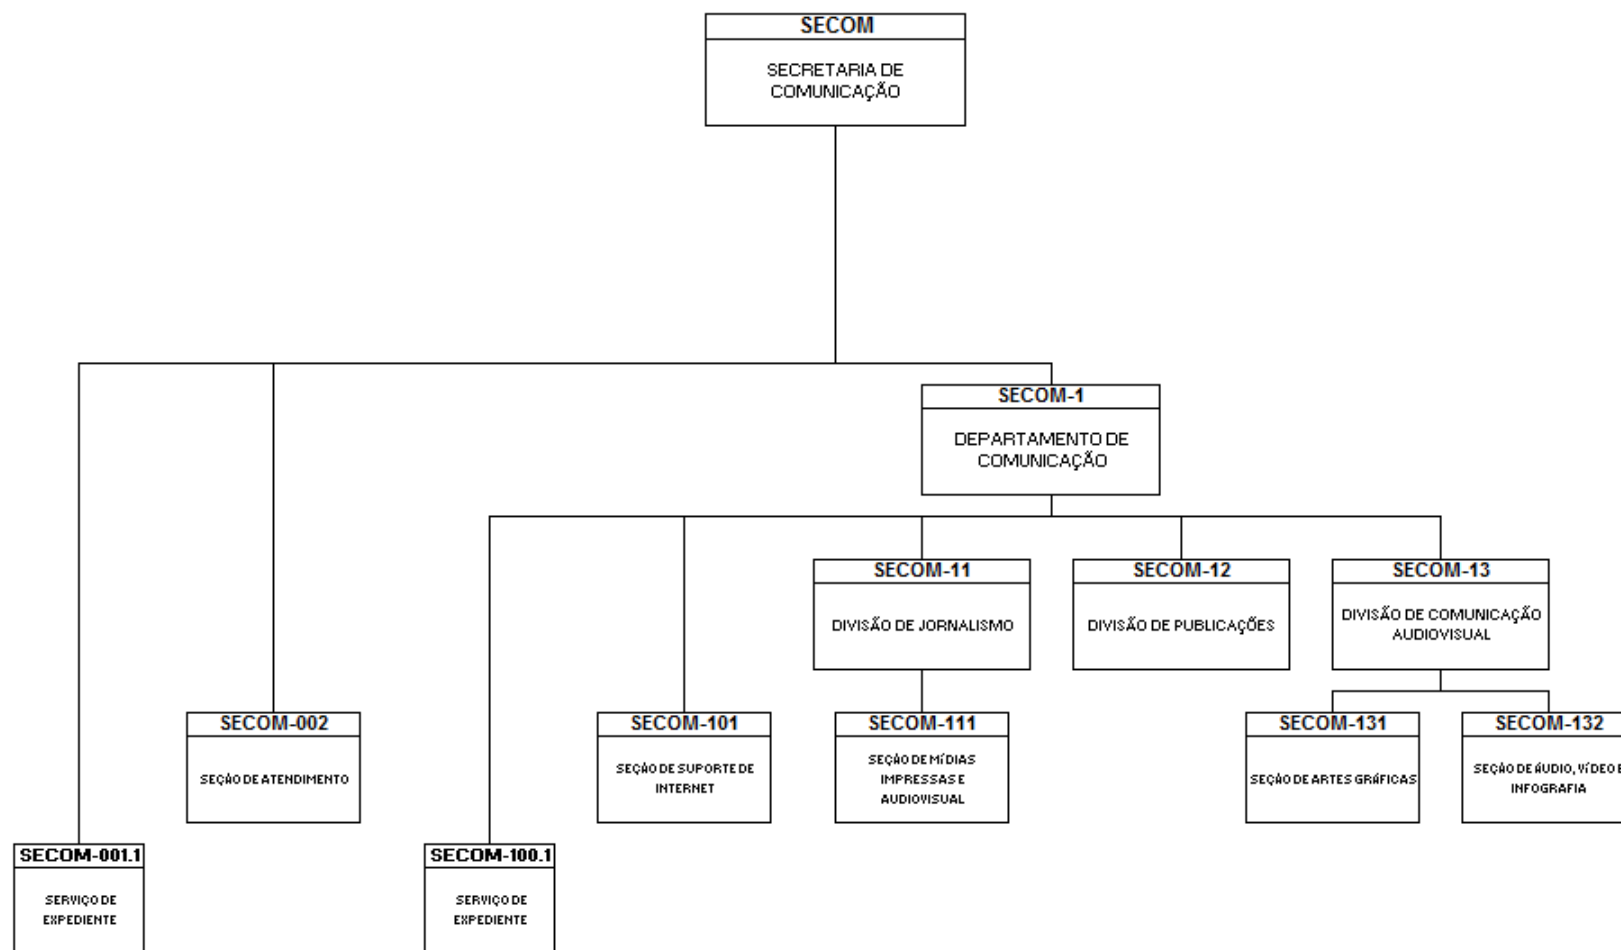 SECOM
SECRETARIA DE
COMUNICAÇÃO
SECOM-1
DEPARTAMENTO DE
COMUNICAÇÃO
SECOM-11
DIVISÃO DE JORNALISMO
SECOM-12
DIVISÃO DE PUBLICAÇÕES
SECOM-13
DIVISÃO DE COMUNICAÇÃO
AUDIOVISUAL
SECOM-002
SEÇÃO DE ATENDIMENTO
SECOM-101
SEÇÃO DE SUPORTE DE
INTERNET
SECOM-111
SEÇÃO DE MÍDIAS
IMPRESSAS E
AUDIOVISUAL
SECOM-131
SEÇÃO DE ARTES GRÁFICAS
SECOM-132
SEÇÃO DE ÁUDIO, VÍDEO E
INFOGRAFIA
SECOM-001.1
SERVIÇO DE
EXPEDIENTE
SECOM-100.1
SERVIÇO DE
EXPEDIENTE